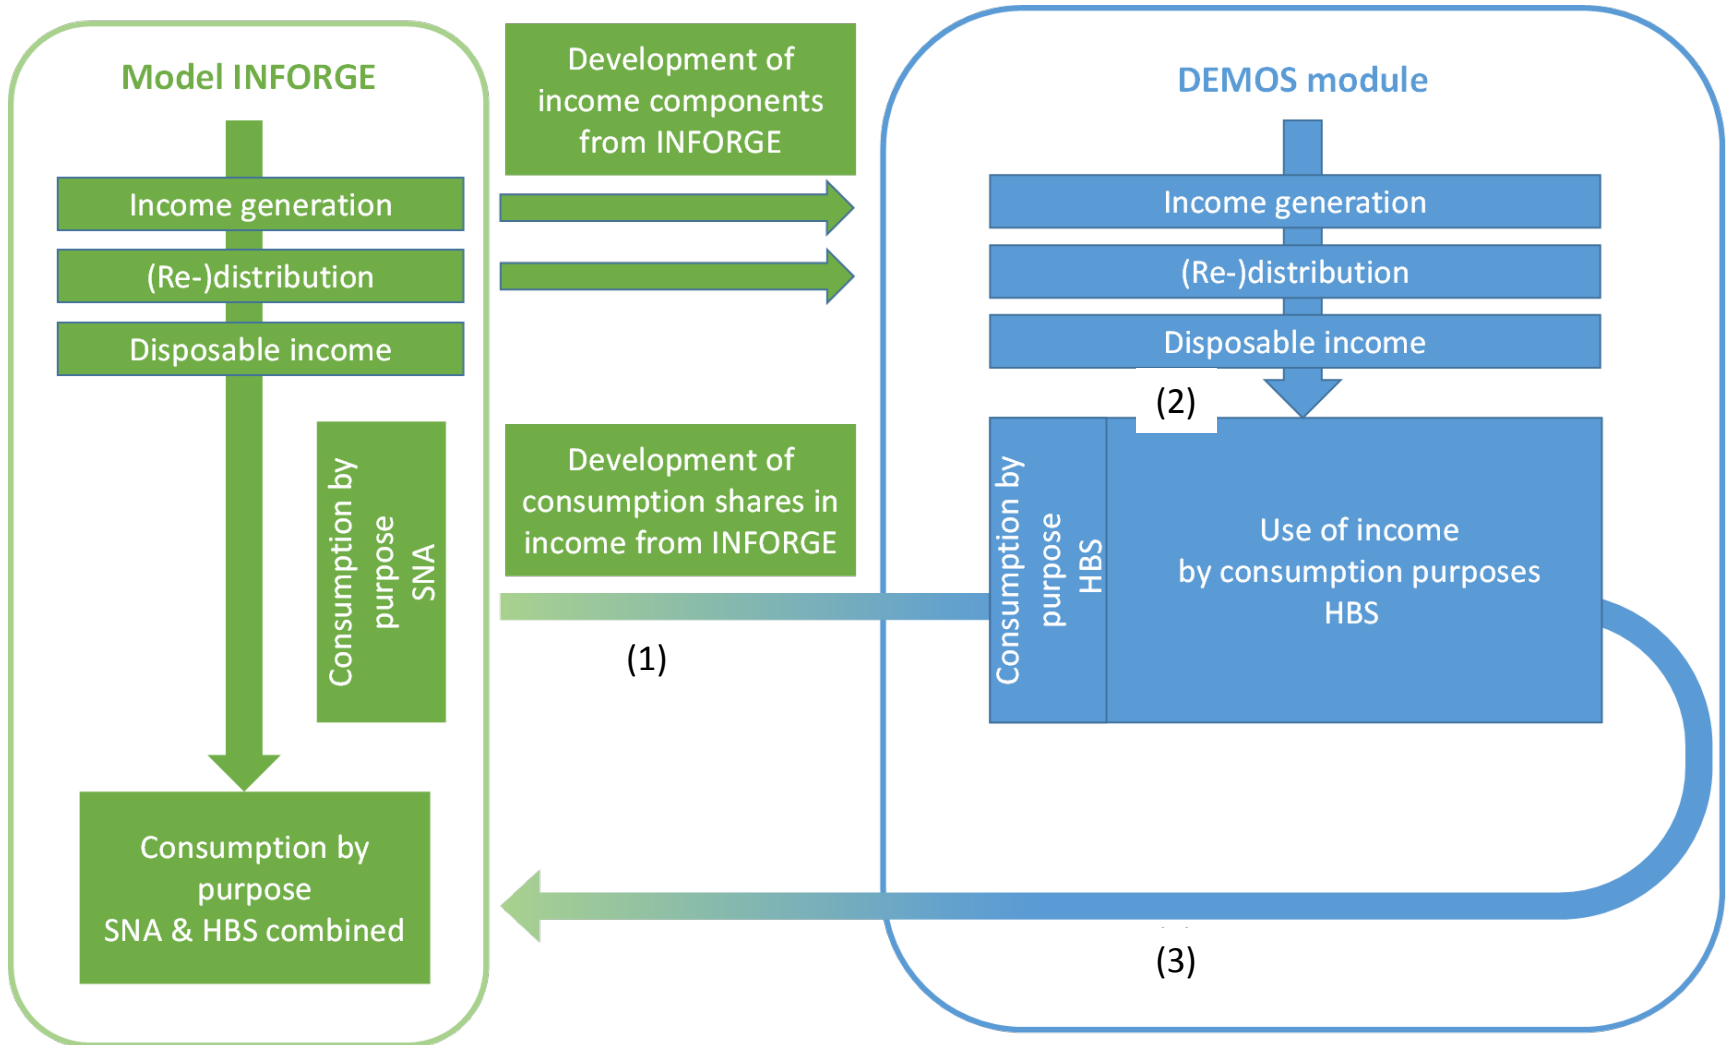 Model INFORGE
Income generation
(Re-)distribution
Disposable income
Consumption by
purpose
SNA
Consumption by
purpose
SNA & HBS combined
Development of
income components
from INFORGE
Development of
consumption shares in
income from INFORGE
(1)
DEMOS module
Income generation
(Re-)distribution
Disposable income
(2)
Consumption by
purpose
HBS
Use of income
by consumption purposes
HBS
(3)